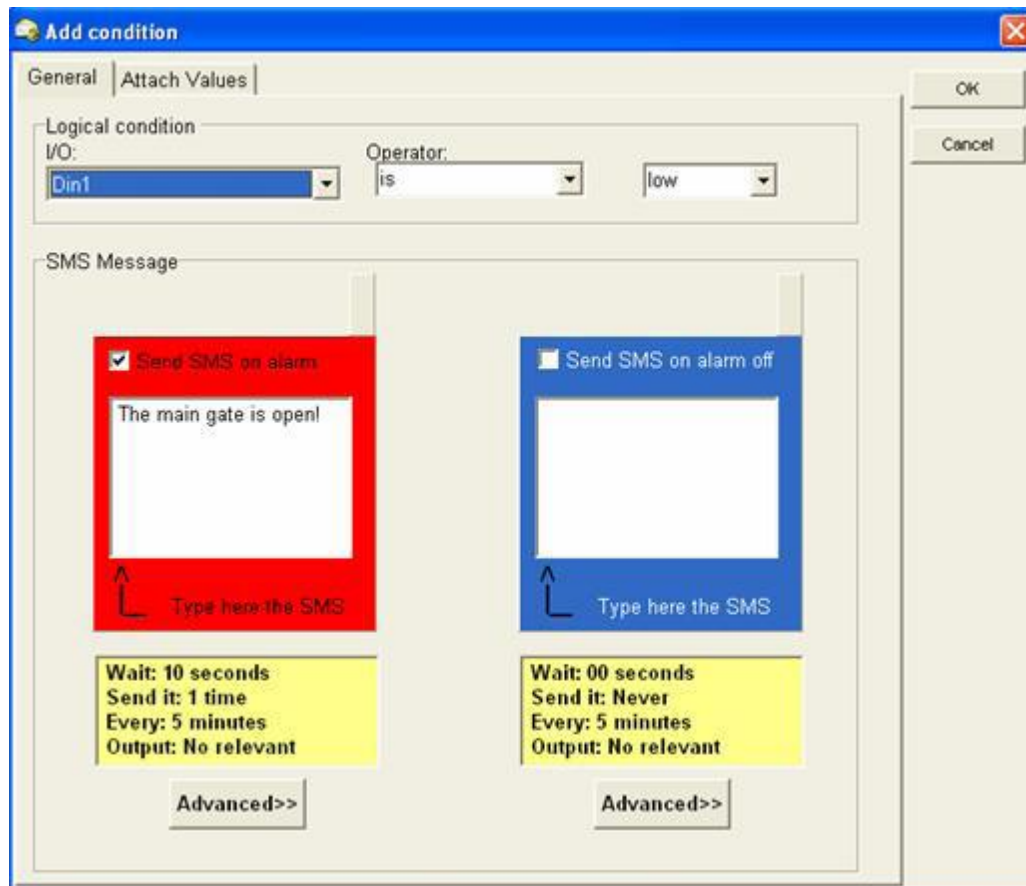 Add condition
General
Attach Values
OK
Cancel
Logical condition
I/O:
Operator:
Din1
is
low
SMS Message
Send SMS on alarm
The main gate is open!
Type here the SMS
Send SMS on alarm off
Type here the SMS
Wait: 10 seconds
Send it: 1 time
Every: 5 minutes
Output: No relevant
Advanced>>
Wait: 00 seconds
Send it: Never
Every: 5 minutes
Output: No relevant
Advanced>>